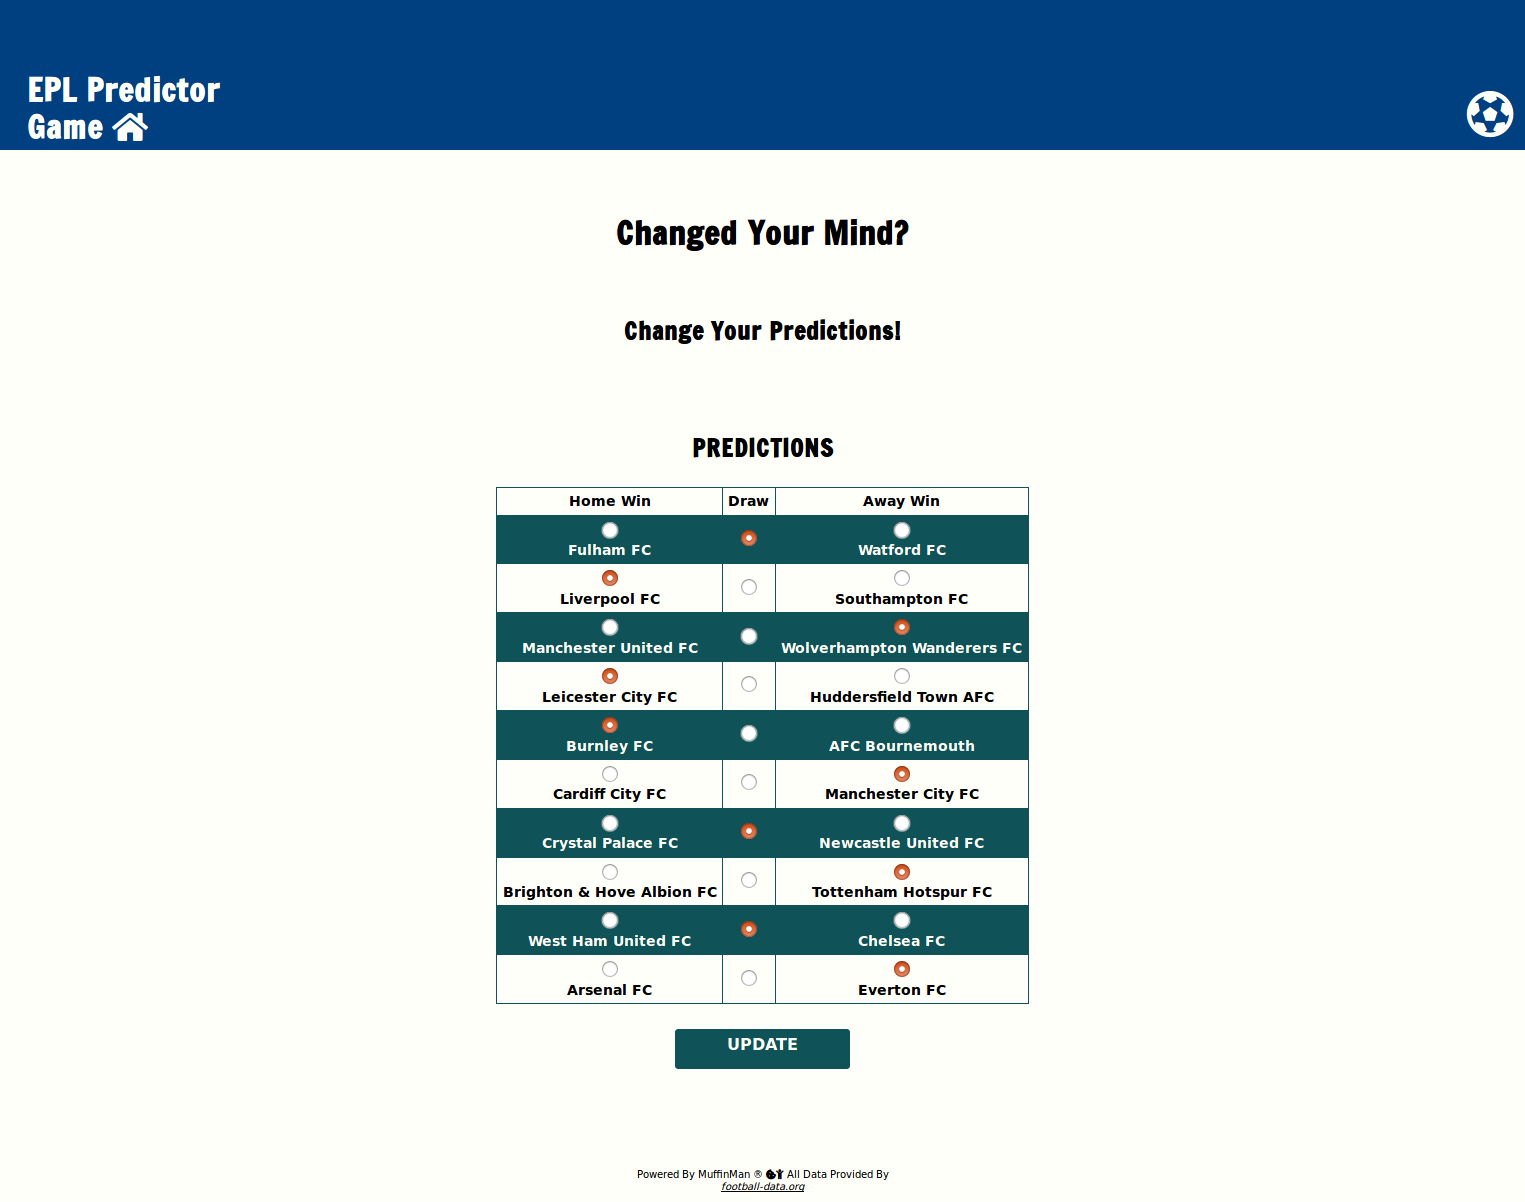 EPL Predictor
Game
Changed Your Mind?
Change Your Predictions!
PREDICTIONS
Home Win Draw Away Win
Fulham FC Watford FC
Liverpool FC Southampton FC
Manchester United FC Wolverhampton Wanderers FC
Leicester City FC Huddersfield Town AFC
Burnley FC AFC Bournemouth
Cardiff City FC Manchester City FC
Crystal Palace FC Newcastle United FC
Brighton & Hove Albion FC Tottenham Hotspur FC
West Ham United FC Chelsea FC
Arsenal FC Everton FC
UPDATE
Powered By MuffinMan ® All Data Provided By
football-data.org